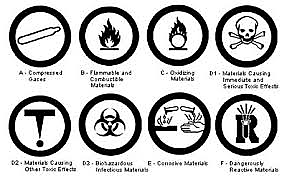 A - Compressed
Gases
B - Flammable and
Combustible
Materials
C - Oxidizing
Materials
D1 - Materials Causing
Immediate and
Serious Toxic Effects
D2 - Materials Causing
Other Toxic Effects
D3 - Biohazardous
Infectious Materials
E - Corrosive Materials
F - Dangerously
Reactive Materials